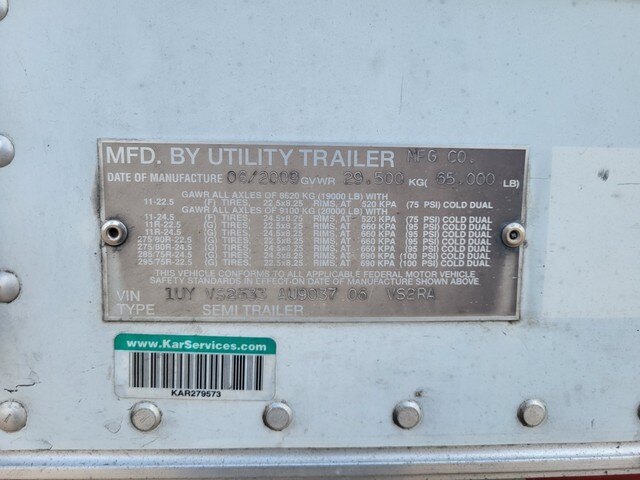 MFD. BY UTILITY TRAILER MFG CO.
DATE OF MANUFACTURE 06/2009 GVWR 29.500 KG( 65.000 LB)
GAWR ALL AXLES OF 8620 KG (19000 LB) WITH
11-22.5 (F) TIRES, 22.5x8.25 RIMS, AT 520 KPA (75 PSI) COLD DUAL
GAWR ALL AXLES OF 9100 KG (20000 LB) WITH
11-24.5 (F) TIRES, 24.5x8.25 RIMS, AT 520 KPA (75 PSI) COLD DUAL
11R-22.5 (G) TIRES, 22.5x8.25 RIMS, AT 660 KPA (95 PSI) COLD DUAL
11R-24.5 (G) TIRES, 24.5x8.25 RIMS, AT 660 KPA (95 PSI) COLD DUAL
275/80R-22.5 (G) TIRES, 22.5x8.25 RIMS, AT 660 KPA (95 PSI) COLD DUAL
275/80R-24.5 (G) TIRES, 24.5x8.25 RIMS, AT 660 KPA (95 PSI) COLD DUAL
285/75R-24.5 (G) TIRES, 24.5x8.25 RIMS, AT 690 KPA (100 PSI) COLD DUAL
295/75R-22.5 (G) TIRES, 22.5x8.25 RIMS, AT 690 KPA (100 PSI) COLD DUAL
THIS VEHICLE CONFORMS TO ALL APPLICABLE FEDERAL MOTOR VEHICLE
SAFETY STANDARDS IN EFFECT ON THE DATE OF MANUFACTURE SHOWN ABOVE
VIN 1UY VS2533 AU9037 06 VS2RA
TYPE SEMI TRAILER
www.KarServices.com
KAR279573